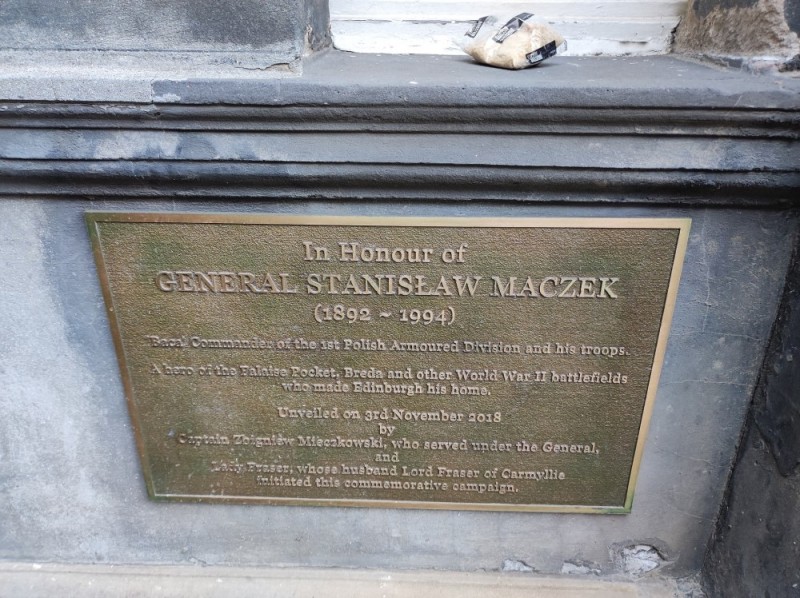 In Honour of
GENERAL STANISŁAW MACZEK
(1892 ~ 1994)
Commander of the 1st Polish Armoured Division and his troops.
A hero of the Falaise Pocket, Breda and other World War II battlefields
who made Edinburgh his home.
Unveiled on 3rd November 2018
by
Captain Zbigniew Mieczkowski, who served under the General,
and
Lady Fraser, whose husband Lord Fraser of Carmyllie
initiated this commemorative campaign.